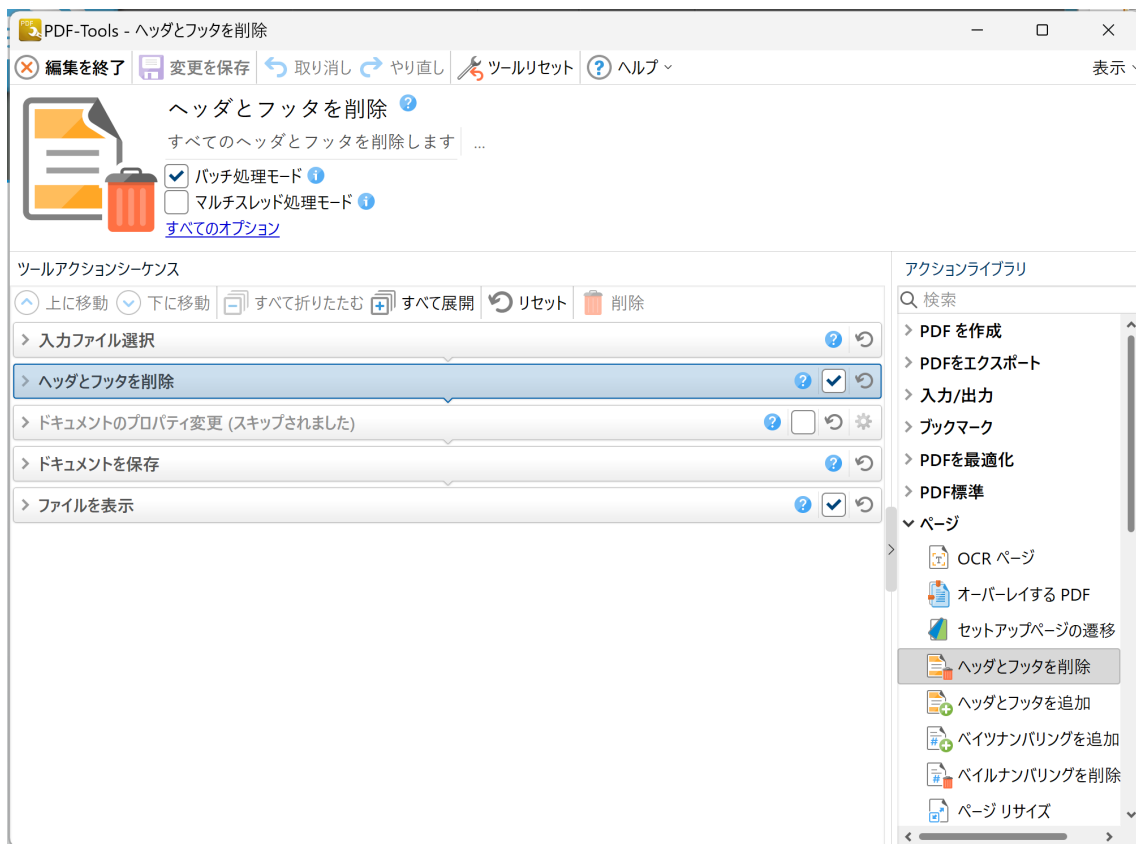 PDF-Tools - ヘッダとフッタを削除
編集を終了 変更を保存 取り消し やり直し ツールリセット ヘルプ 表示
ヘッダとフッタを削除
すべてのヘッダとフッタを削除します ...
バッチ処理モード
マルチスレッド処理モード
すべてのオプション
ツールアクションシーケンス
上に移動 下に移動 すべて折りたたむ すべて展開 リセット 削除
入力ファイル選択
ヘッダとフッタを削除
ドキュメントのプロパティ変更 (スキップされました)
ドキュメントを保存
ファイルを表示
アクションライブラリ
検索
PDF を作成
PDFをエクスポート
入力/出力
ブックマーク
PDFを最適化
PDF標準
ページ
OCR ページ
オーバーレイする PDF
セットアップページの遷移
ヘッダとフッタを削除
ヘッダとフッタを追加
ベイツナンバリングを追加
ベイルナンバリングを削除
ページ リサイズ